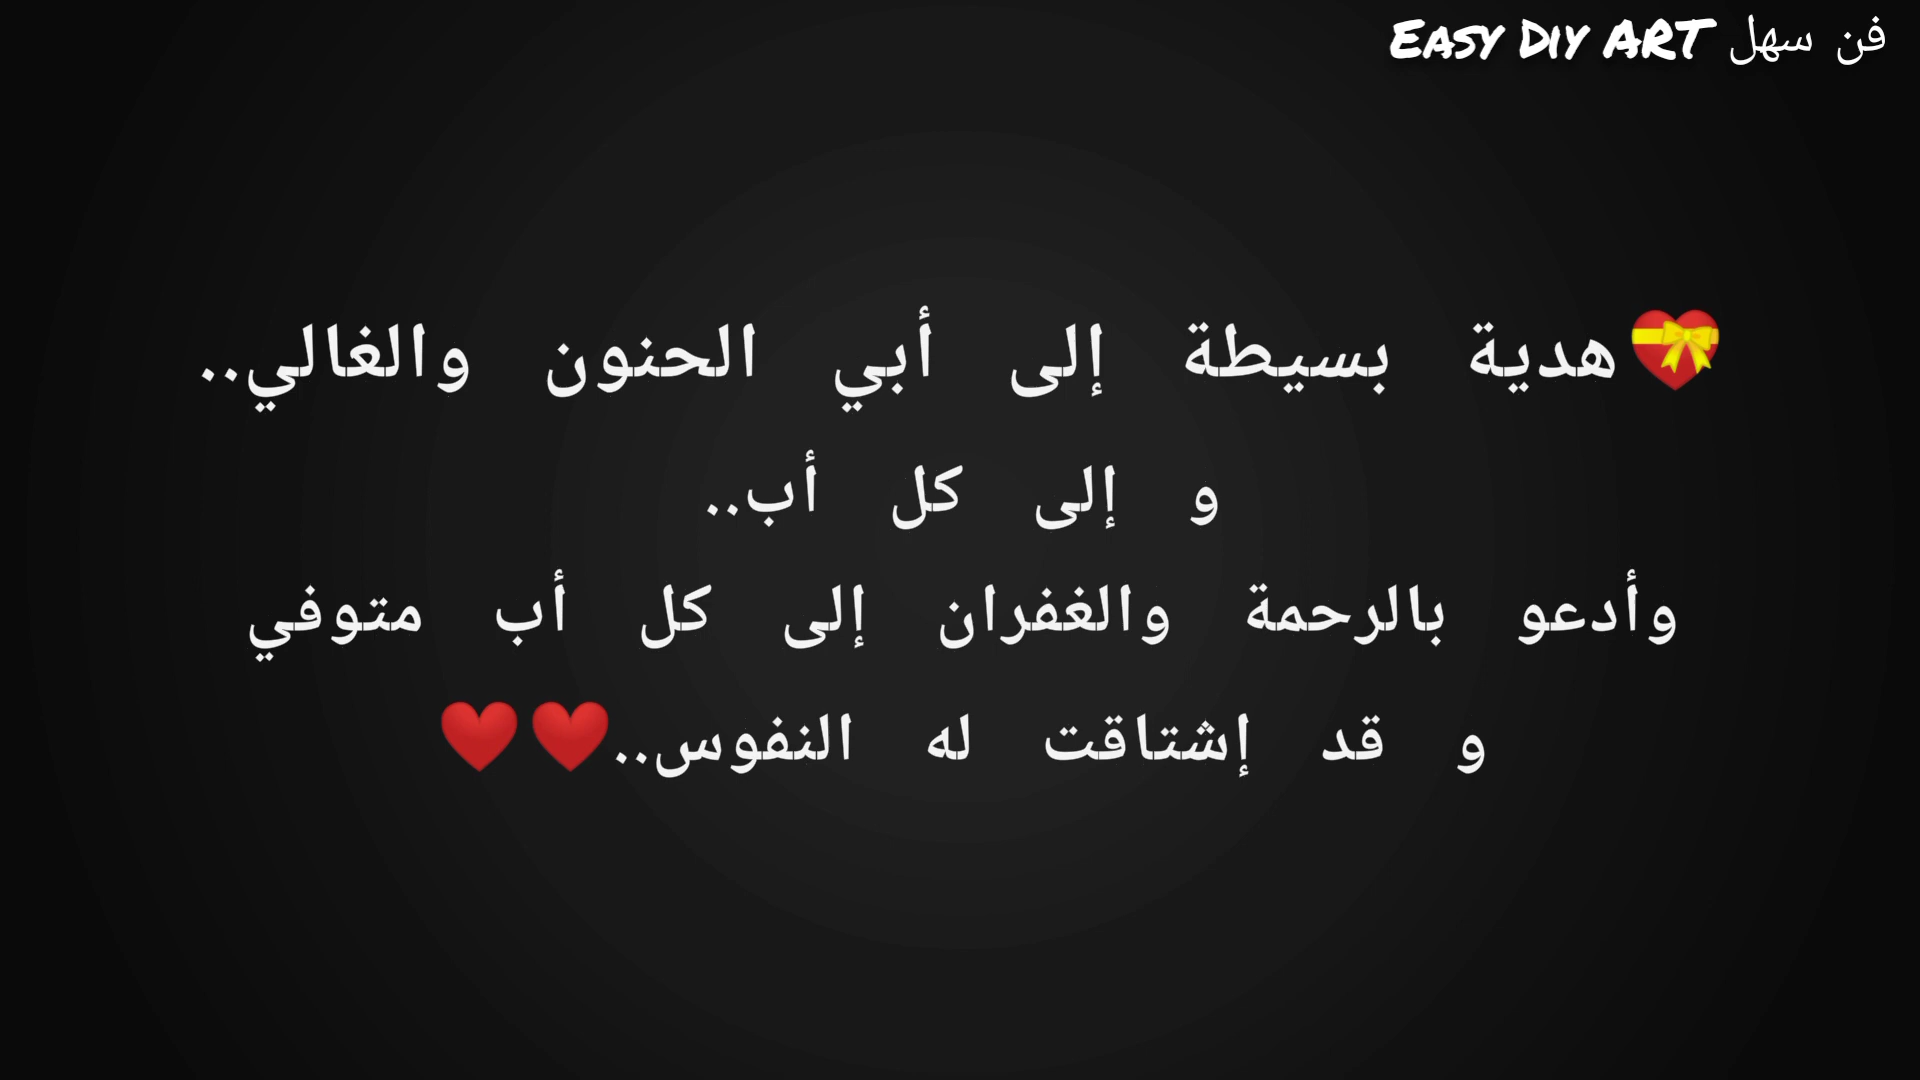 Easy Diy ART فن سهل
💝هدية بسيطة إلى أبي الحنون والغالي..
و إلى كل أب..
وأدعو بالرحمة والغفران إلى كل أب متوفي
و قد إشتاقت له النفوس..❤️❤️